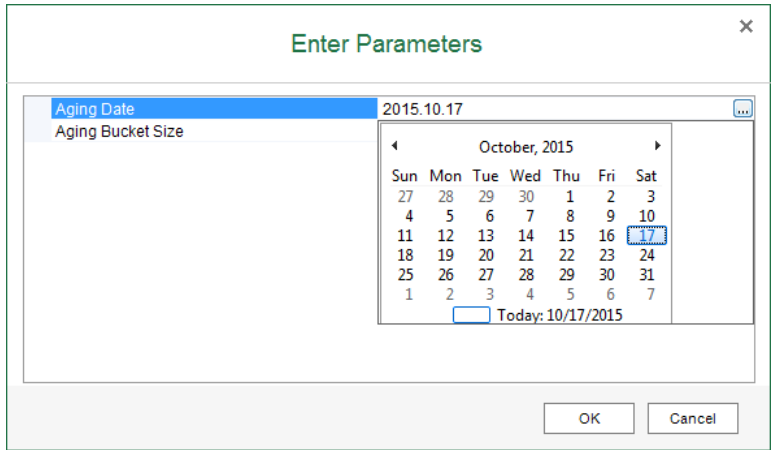 Enter Parameters
Aging Date 2015.10.17 ...
Aging Bucket Size
October, 2015
Sun Mon Tue Wed Thu Fri Sat
27 28 29 30 1 2 3
4 5 6 7 8 9 10
11 12 13 14 15 16 17
18 19 20 21 22 23 24
25 26 27 28 29 30 31
1 2 3 4 5 6 7
Today: 10/17/2015
OK Cancel